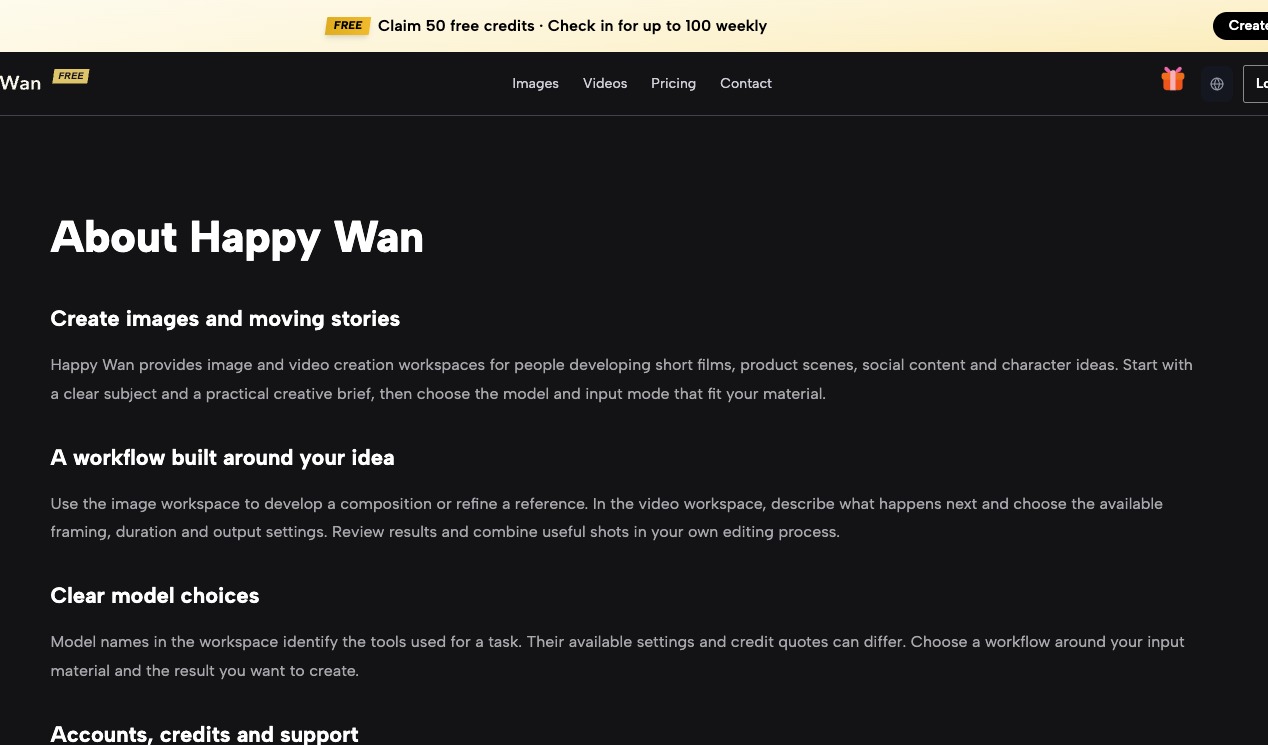 FREE Claim 50 free credits · Check in for up to 100 weekly
Create
Wan FREE
Images Videos Pricing Contact
About Happy Wan
Create images and moving stories
Happy Wan provides image and video creation workspaces for people developing short films, product scenes, social content and character ideas. Start with
a clear subject and a practical creative brief, then choose the model and input mode that fit your material.
A workflow built around your idea
Use the image workspace to develop a composition or refine a reference. In the video workspace, describe what happens next and choose the available
framing, duration and output settings. Review results and combine useful shots in your own editing process.
Clear model choices
Model names in the workspace identify the tools used for a task. Their available settings and credit quotes can differ. Choose a workflow around your input
material and the result you want to create.
Accounts, credits and support